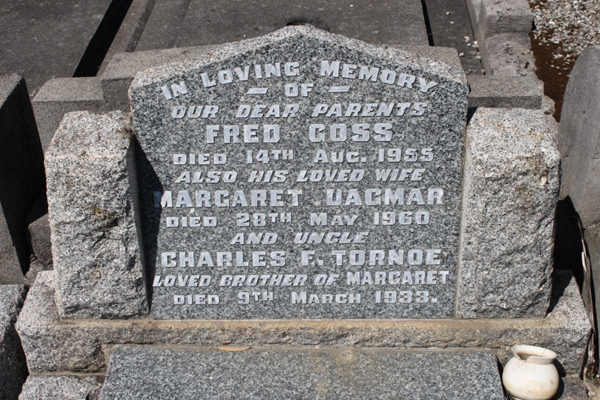 IN LOVING MEMORY
— OF —
OUR DEAR PARENTS
FRED GOSS
DIED 14TH AUG. 1955
ALSO HIS LOVED WIFE
MARGARET DAGMAR
DIED 28TH MAY 1960
AND UNCLE
CHARLES F. TORNOE
LOVED BROTHER OF MARGARET
DIED 9TH MARCH 1933.